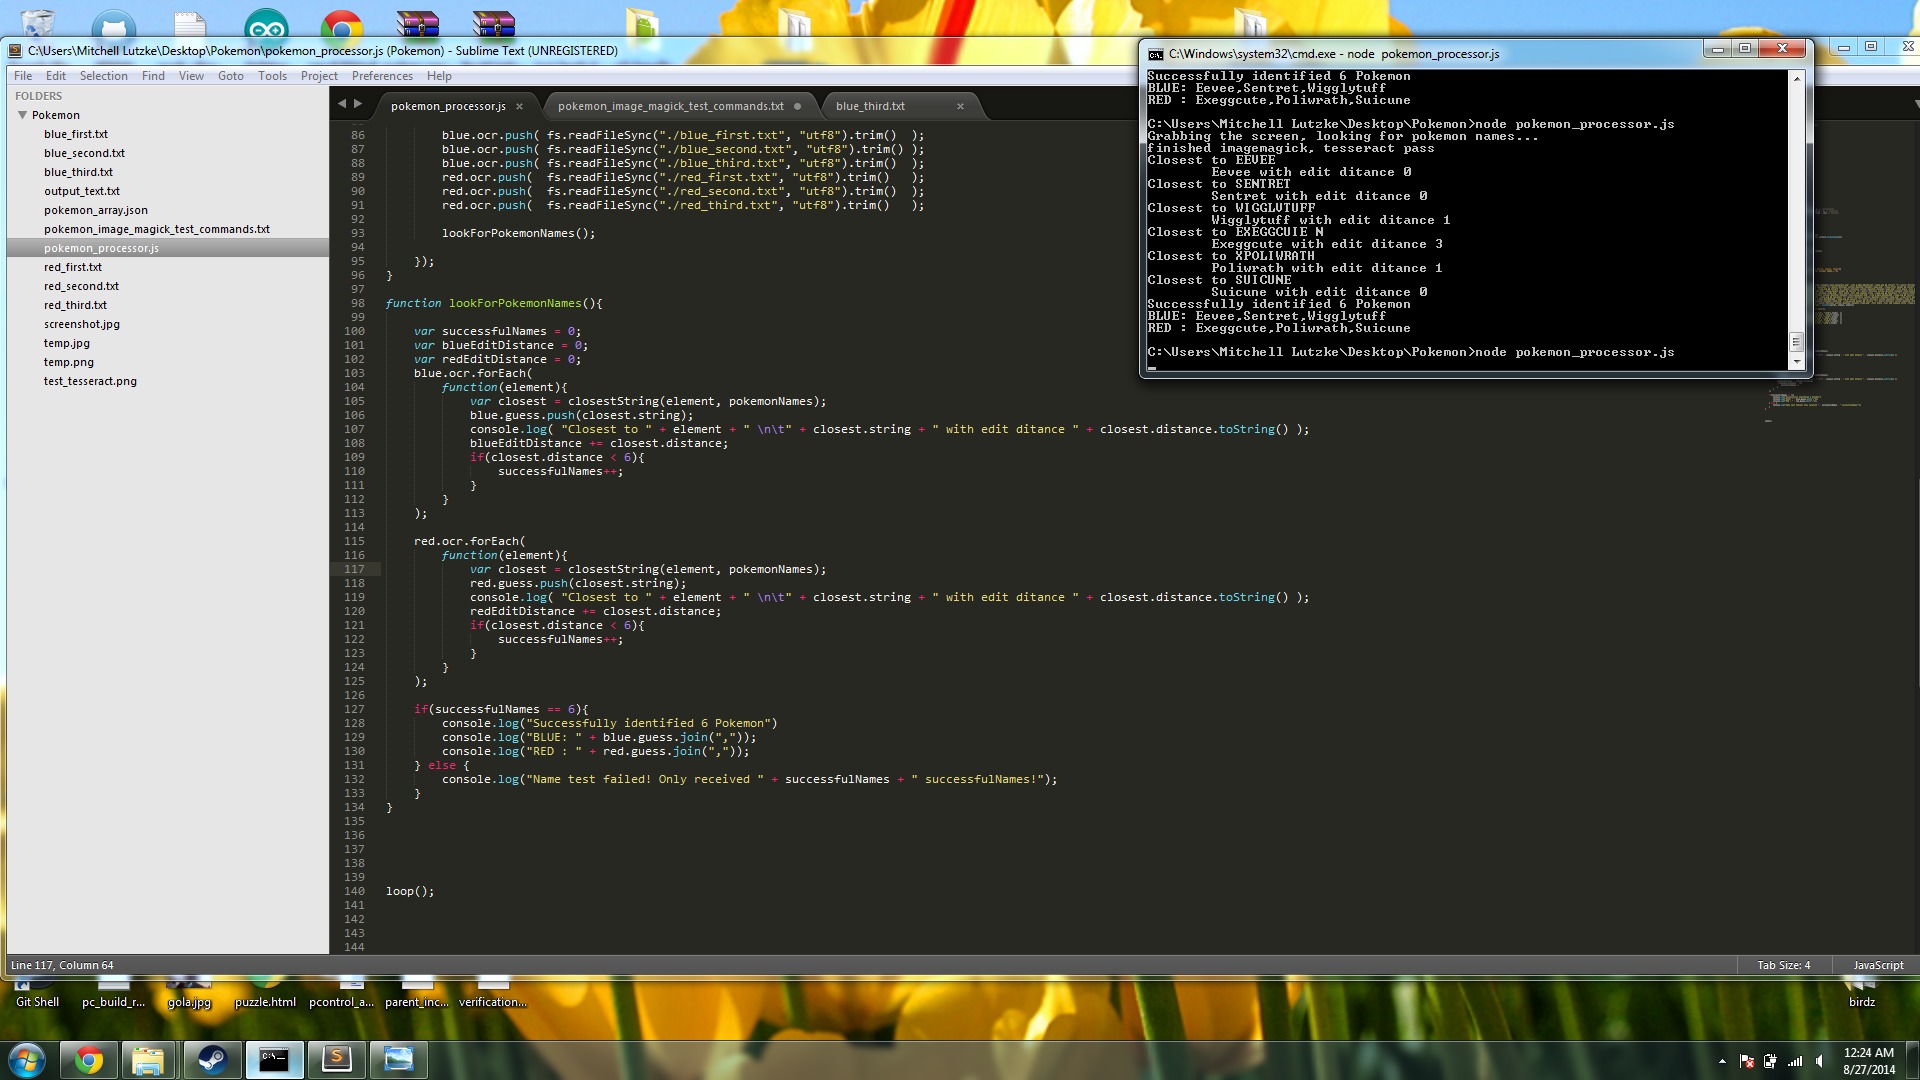 C:\Users\Mitchell Lutzke\Desktop\Pokemon\pokemon_processor.js (Pokemon) - Sublime Text (UNREGISTERED)
File Edit Selection Find View Goto Tools Project Preferences Help
FOLDERS
Pokemon
blue_first.txt
blue_second.txt
blue_third.txt
output_text.txt
pokemon_array.json
pokemon_image_magick_test_commands.txt
pokemon_processor.js
red_first.txt
red_second.txt
red_third.txt
screenshot.jpg
temp.jpg
temp.png
test_tesseract.png
pokemon_processor.js pokemon_image_magick_test_commands.txt blue_third.txt
86 blue.ocr.push( fs.readFileSync("./blue_first.txt", "utf8").trim() );
87 blue.ocr.push( fs.readFileSync("./blue_second.txt", "utf8").trim() );
88 blue.ocr.push( fs.readFileSync("./blue_third.txt", "utf8").trim() );
89 red.ocr.push( fs.readFileSync("./red_first.txt", "utf8").trim() );
90 red.ocr.push( fs.readFileSync("./red_second.txt", "utf8").trim() );
91 red.ocr.push( fs.readFileSync("./red_third.txt", "utf8").trim() );
92
93 lookForPokemonNames();
94
95 });
96 }
97
98 function lookForPokemonNames(){
99
100 var successfulNames = 0;
101 var blueEditDistance = 0;
102 var redEditDistance = 0;
103 blue.ocr.forEach(
104 function(element){
105 var closest = closestString(element, pokemonNames);
106 blue.guess.push(closest.string);
107 console.log( "Closest to " + element + " \n\t" + closest.string + " with edit ditance " + closest.distance.toString() );
108 blueEditDistance += closest.distance;
109 if(closest.distance < 6){
110 successfulNames++;
111 }
112 }
113 );
114
115 red.ocr.forEach(
116 function(element){
117 var closest = closestString(element, pokemonNames);
118 red.guess.push(closest.string);
119 console.log( "Closest to " + element + " \n\t" + closest.string + " with edit ditance " + closest.distance.toString() );
120 redEditDistance += closest.distance;
121 if(closest.distance < 6){
122 successfulNames++;
123 }
124 }
125 );
126
127 if(successfulNames == 6){
128 console.log("Successfully identified 6 Pokemon")
129 console.log("BLUE: " + blue.guess.join(","));
130 console.log("RED : " + red.guess.join(","));
131 } else {
132 console.log("Name test failed! Only received " + successfulNames + " successfulNames!");
133 }
134 }
135
136
137
138
139
140 loop();
141
142
143
144
Line 117, Column 64 Tab Size: 4 JavaScript
C:\Windows\system32\cmd.exe - node pokemon_processor.js
Successfully identified 6 Pokemon
BLUE: Eevee,Sentret,Wigglytuff
RED : Exeggcute,Poliwrath,Suicune
C:\Users\Mitchell Lutzke\Desktop\Pokemon>node pokemon_processor.js
Grabbing the screen, looking for pokemon names...
finished imagemagick, tesseract pass
Closest to EEVEE
Eevee with edit ditance 0
Closest to SENTRET
Sentret with edit ditance 0
Closest to WIGGLVTUFF
Wigglytuff with edit ditance 1
Closest to EXEGGCUIE N
Exeggcute with edit ditance 3
Closest to XPOLIWRATH
Poliwrath with edit ditance 1
Closest to SUICUNE
Suicune with edit ditance 0
Successfully identified 6 Pokemon
BLUE: Eevee,Sentret,Wigglytuff
RED : Exeggcute,Poliwrath,Suicune
C:\Users\Mitchell Lutzke\Desktop\Pokemon>node pokemon_processor.js
Git Shell pc_build_r... gola.jpg puzzle.html pcontrol_a... parent_inc... verification... birdz
12:24 AM
8/27/2014